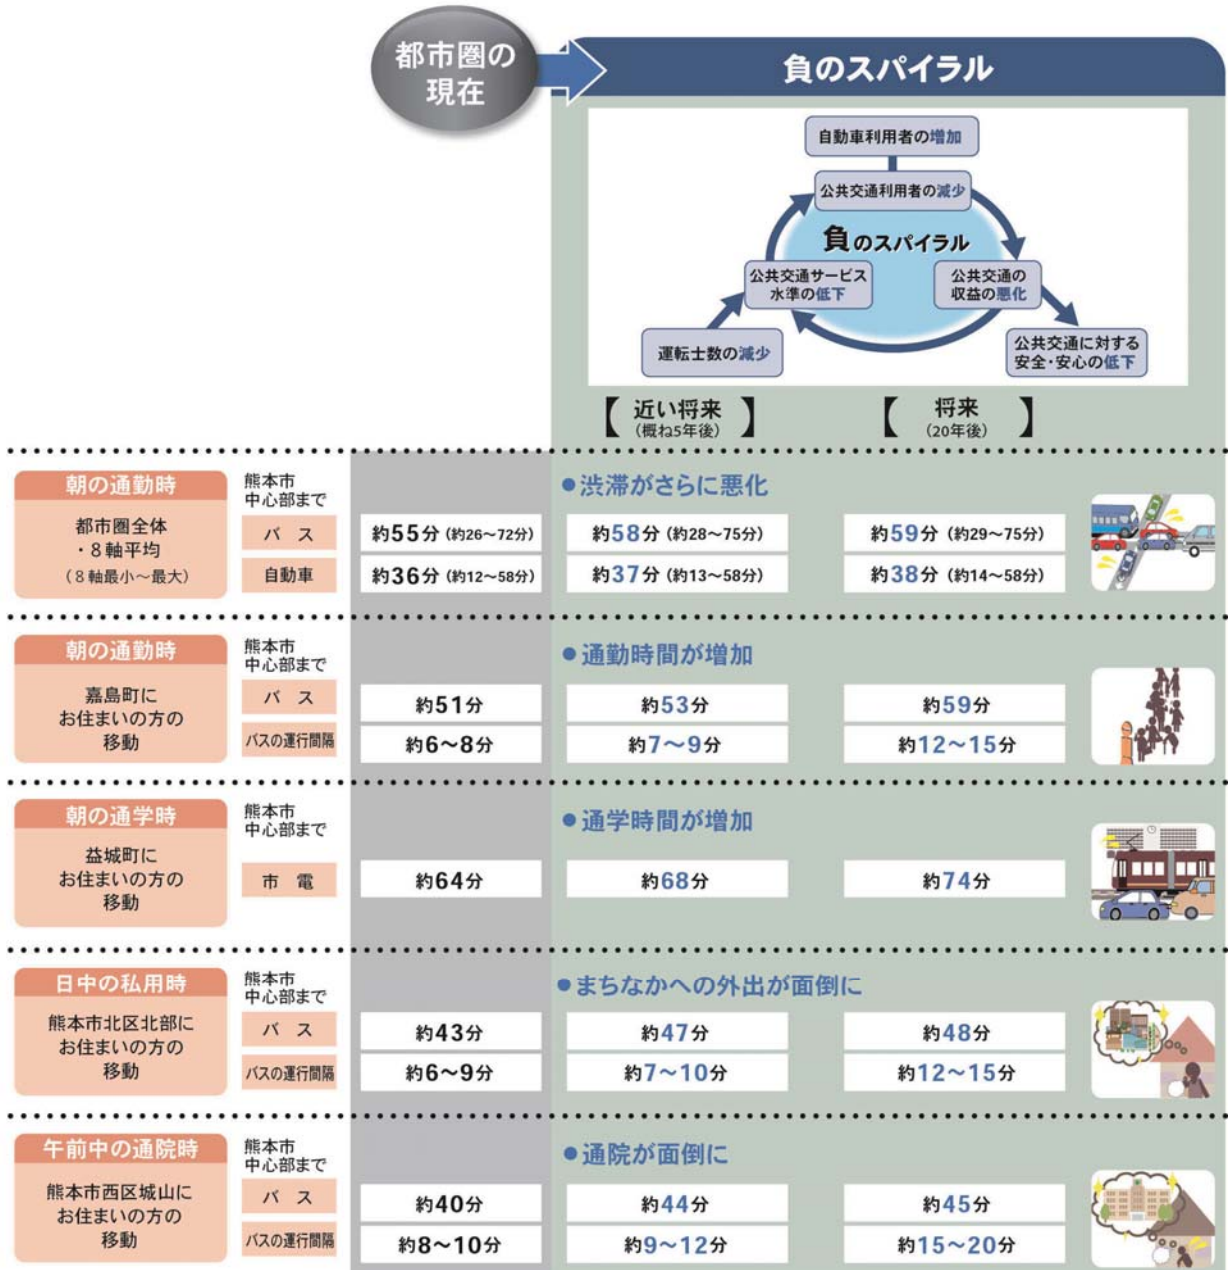 都市圏の
現在
負のスパイラル
自動車利用者の増加
公共交通利用者の減少
負のスパイラル
公共交通サービス
水準の低下
公共交通の
収益の悪化
運転士数の減少
公共交通に対する
安全・安心の低下
【 近い将来 】
(概ね5年後)
【 将来 】
(20年後)
朝の通勤時
都市圏全体
・8軸平均
(8軸最小～最大)
熊本市
中心部まで
●渋滞がさらに悪化
バス 約55分 (約26～72分) 約58分 (約28～75分) 約59分 (約29～75分)
自動車 約36分 (約12～58分) 約37分 (約13～58分) 約38分 (約14～58分)
朝の通勤時
嘉島町に
お住まいの方の
移動
熊本市
中心部まで
●通勤時間が増加
バス 約51分 約53分 約59分
バスの運行間隔 約6～8分 約7～9分 約12～15分
朝の通学時
益城町に
お住まいの方の
移動
熊本市
中心部まで
●通学時間が増加
市電 約64分 約68分 約74分
日中の私用時
熊本市北区北部に
お住まいの方の
移動
熊本市
中心部まで
●まちなかへの外出が面倒に
バス 約43分 約47分 約48分
バスの運行間隔 約6～9分 約7～10分 約12～15分
午前中の通院時
熊本市西区城山に
お住まいの方の
移動
熊本市
中心部まで
●通院が面倒に
バス 約40分 約44分 約45分
バスの運行間隔 約8～10分 約9～12分 約15～20分